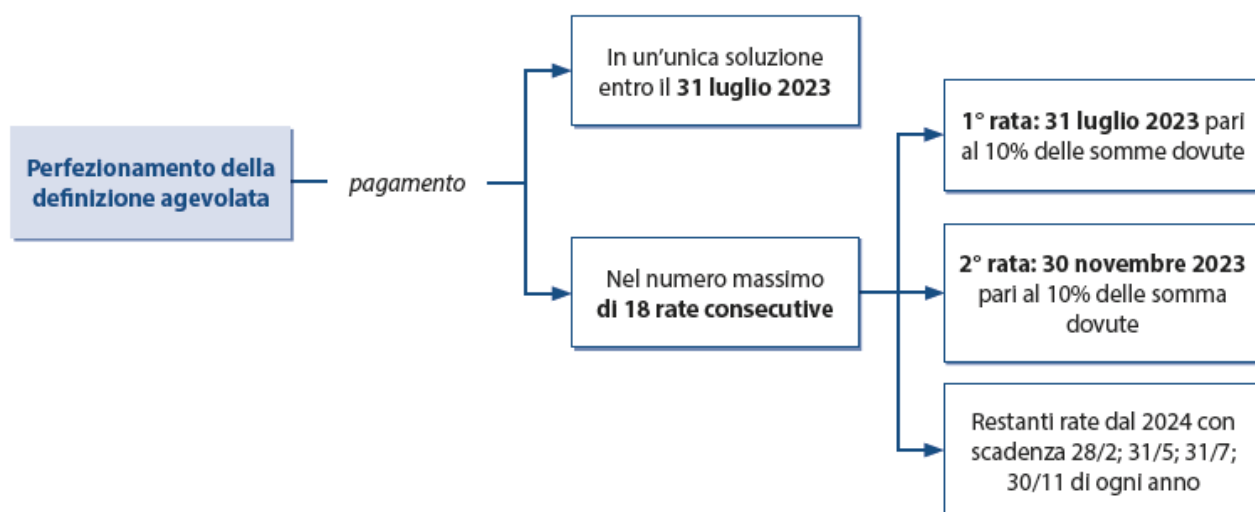 Perfezionamento della
definizione agevolata
pagamento
In un'unica soluzione
entro il 31 luglio 2023
Nel numero massimo
di 18 rate consecutive
1° rata: 31 luglio 2023 pari
al 10% delle somme dovute
2° rata: 30 novembre 2023
pari al 10% delle somma
dovute
Restanti rate dal 2024 con
scadenza 28/2; 31/5; 31/7;
30/11 di ogni anno